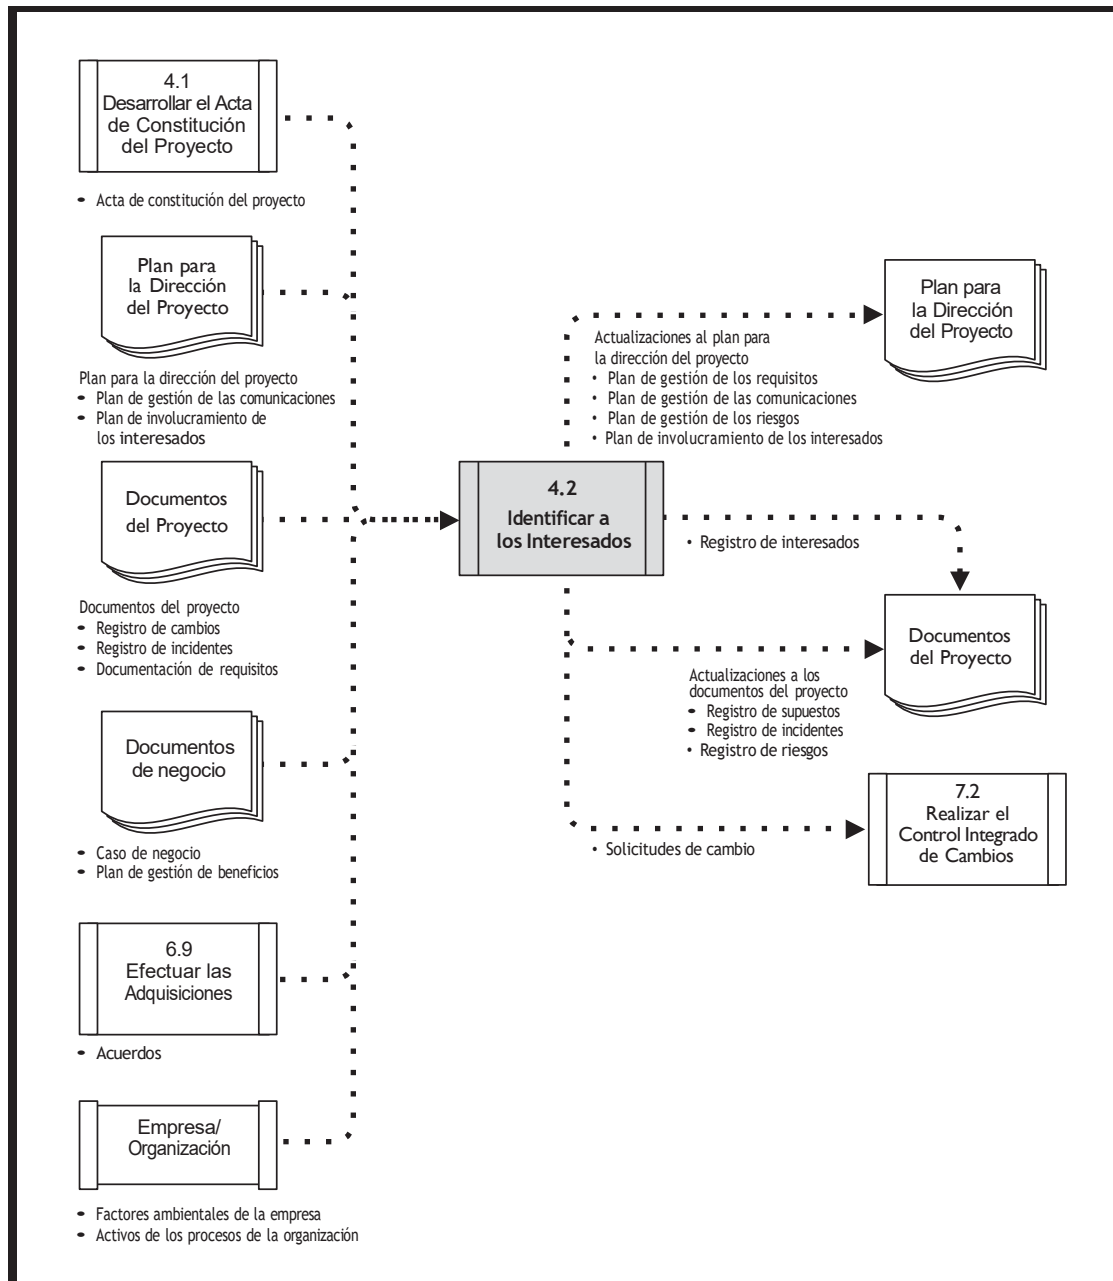 4.1
Desarrollar el Acta
de Constitución
del Proyecto
• Acta de constitución del proyecto
Plan para
la Dirección
del Proyecto
Plan para la dirección del proyecto
• Plan de gestión de las comunicaciones
• Plan de involucramiento de
los interesados
Documentos
del Proyecto
Documentos del proyecto
• Registro de cambios
• Registro de incidentes
• Documentación de requisitos
Documentos
de negocio
• Caso de negocio
• Plan de gestión de beneficios
6.9
Efectuar las
Adquisiciones
• Acuerdos
Empresa/
Organización
• Factores ambientales de la empresa
• Activos de los procesos de la organización
4.2
Identificar a
los Interesados
Actualizaciones al plan para
la dirección del proyecto
• Plan de gestión de los requisitos
• Plan de gestión de las comunicaciones
• Plan de gestión de los riesgos
• Plan de involucramiento de los interesados
Plan para
la Dirección
del Proyecto
• Registro de interesados
Documentos
del Proyecto
Actualizaciones a los
documentos del proyecto
• Registro de supuestos
• Registro de incidentes
• Registro de riesgos
• Solicitudes de cambio
7.2
Realizar el
Control Integrado
de Cambios